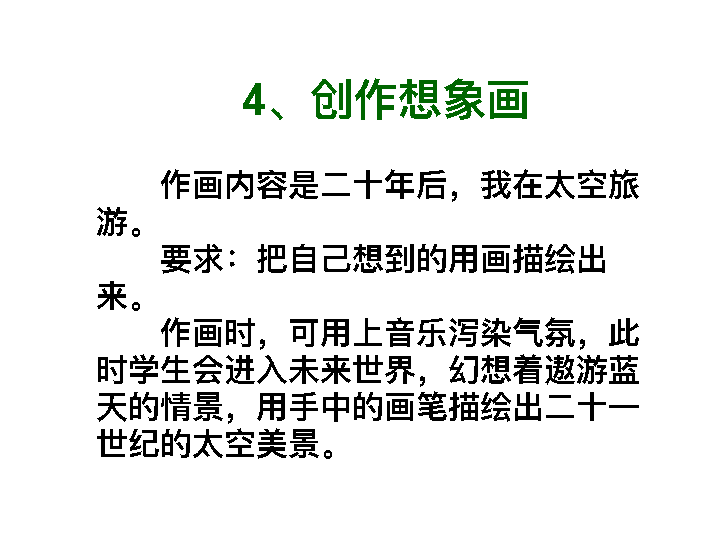 4、创作想象画
作画内容是二十年后，我在太空旅
游。
要求：把自己想到的用画描绘出
来。
作画时，可用上音乐泻染气氛，此
时学生会进入未来世界，幻想着遨游蓝
天的情景，用手中的画笔描绘出二十一
世纪的太空美景。